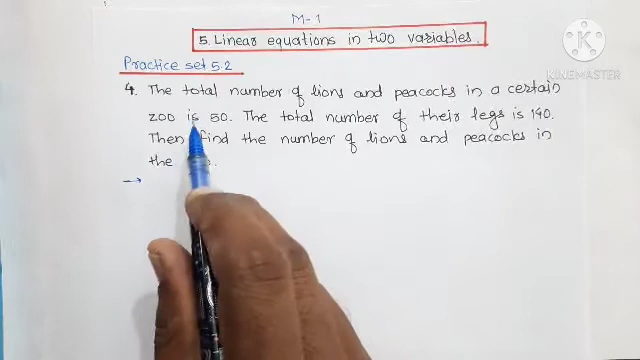 M-1
5. Linear equations in two variables.
Practice set 5.2
4. The total number of lions and peacocks in a certain
zoo is 50. The total number of their legs is 140.
Then find the number of lions and peacocks in
the
→
KINEMASTER